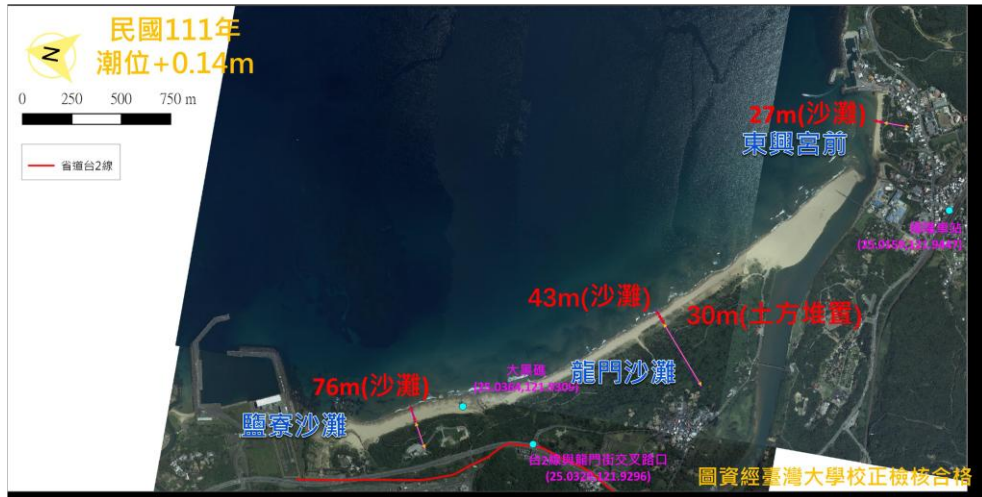 民國111年
潮位+0.14m
N
0 250 500 750 m
省道台2線
27m(沙灘)
東興宮前
43m(沙灘)
30m(土方堆置)
龍門沙灘
76m(沙灘)
鹽寮沙灘
台2線與龍門街交叉路口
圖資經臺灣大學校正檢核合格